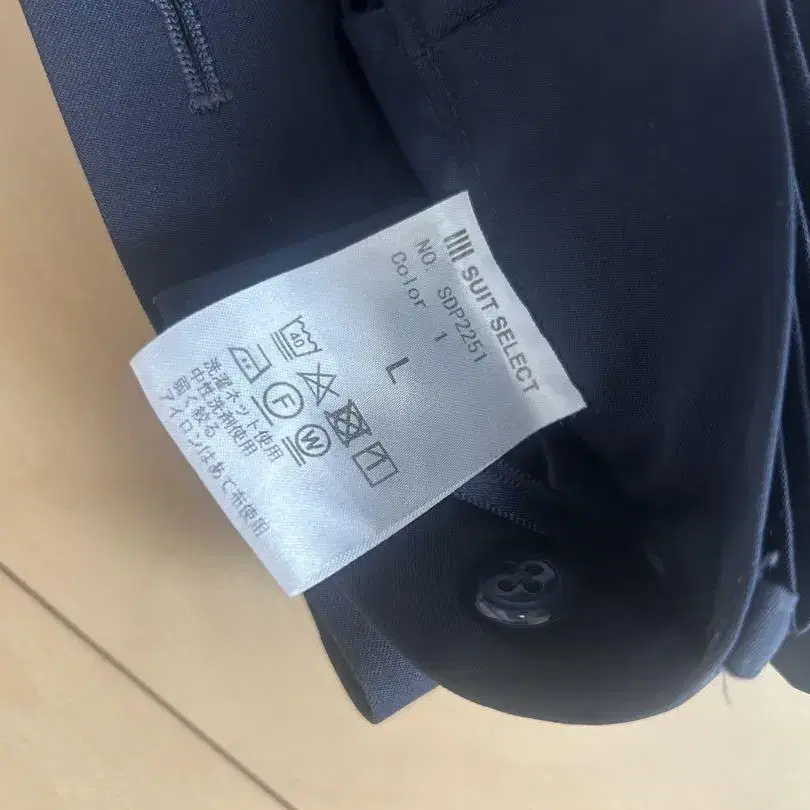 SUIT SELECT
NO. SDP2251
Color 1
L
40
F
W
洗濯ネット使用
中性洗剤使用
弱く絞る
アイロンはあて布使用